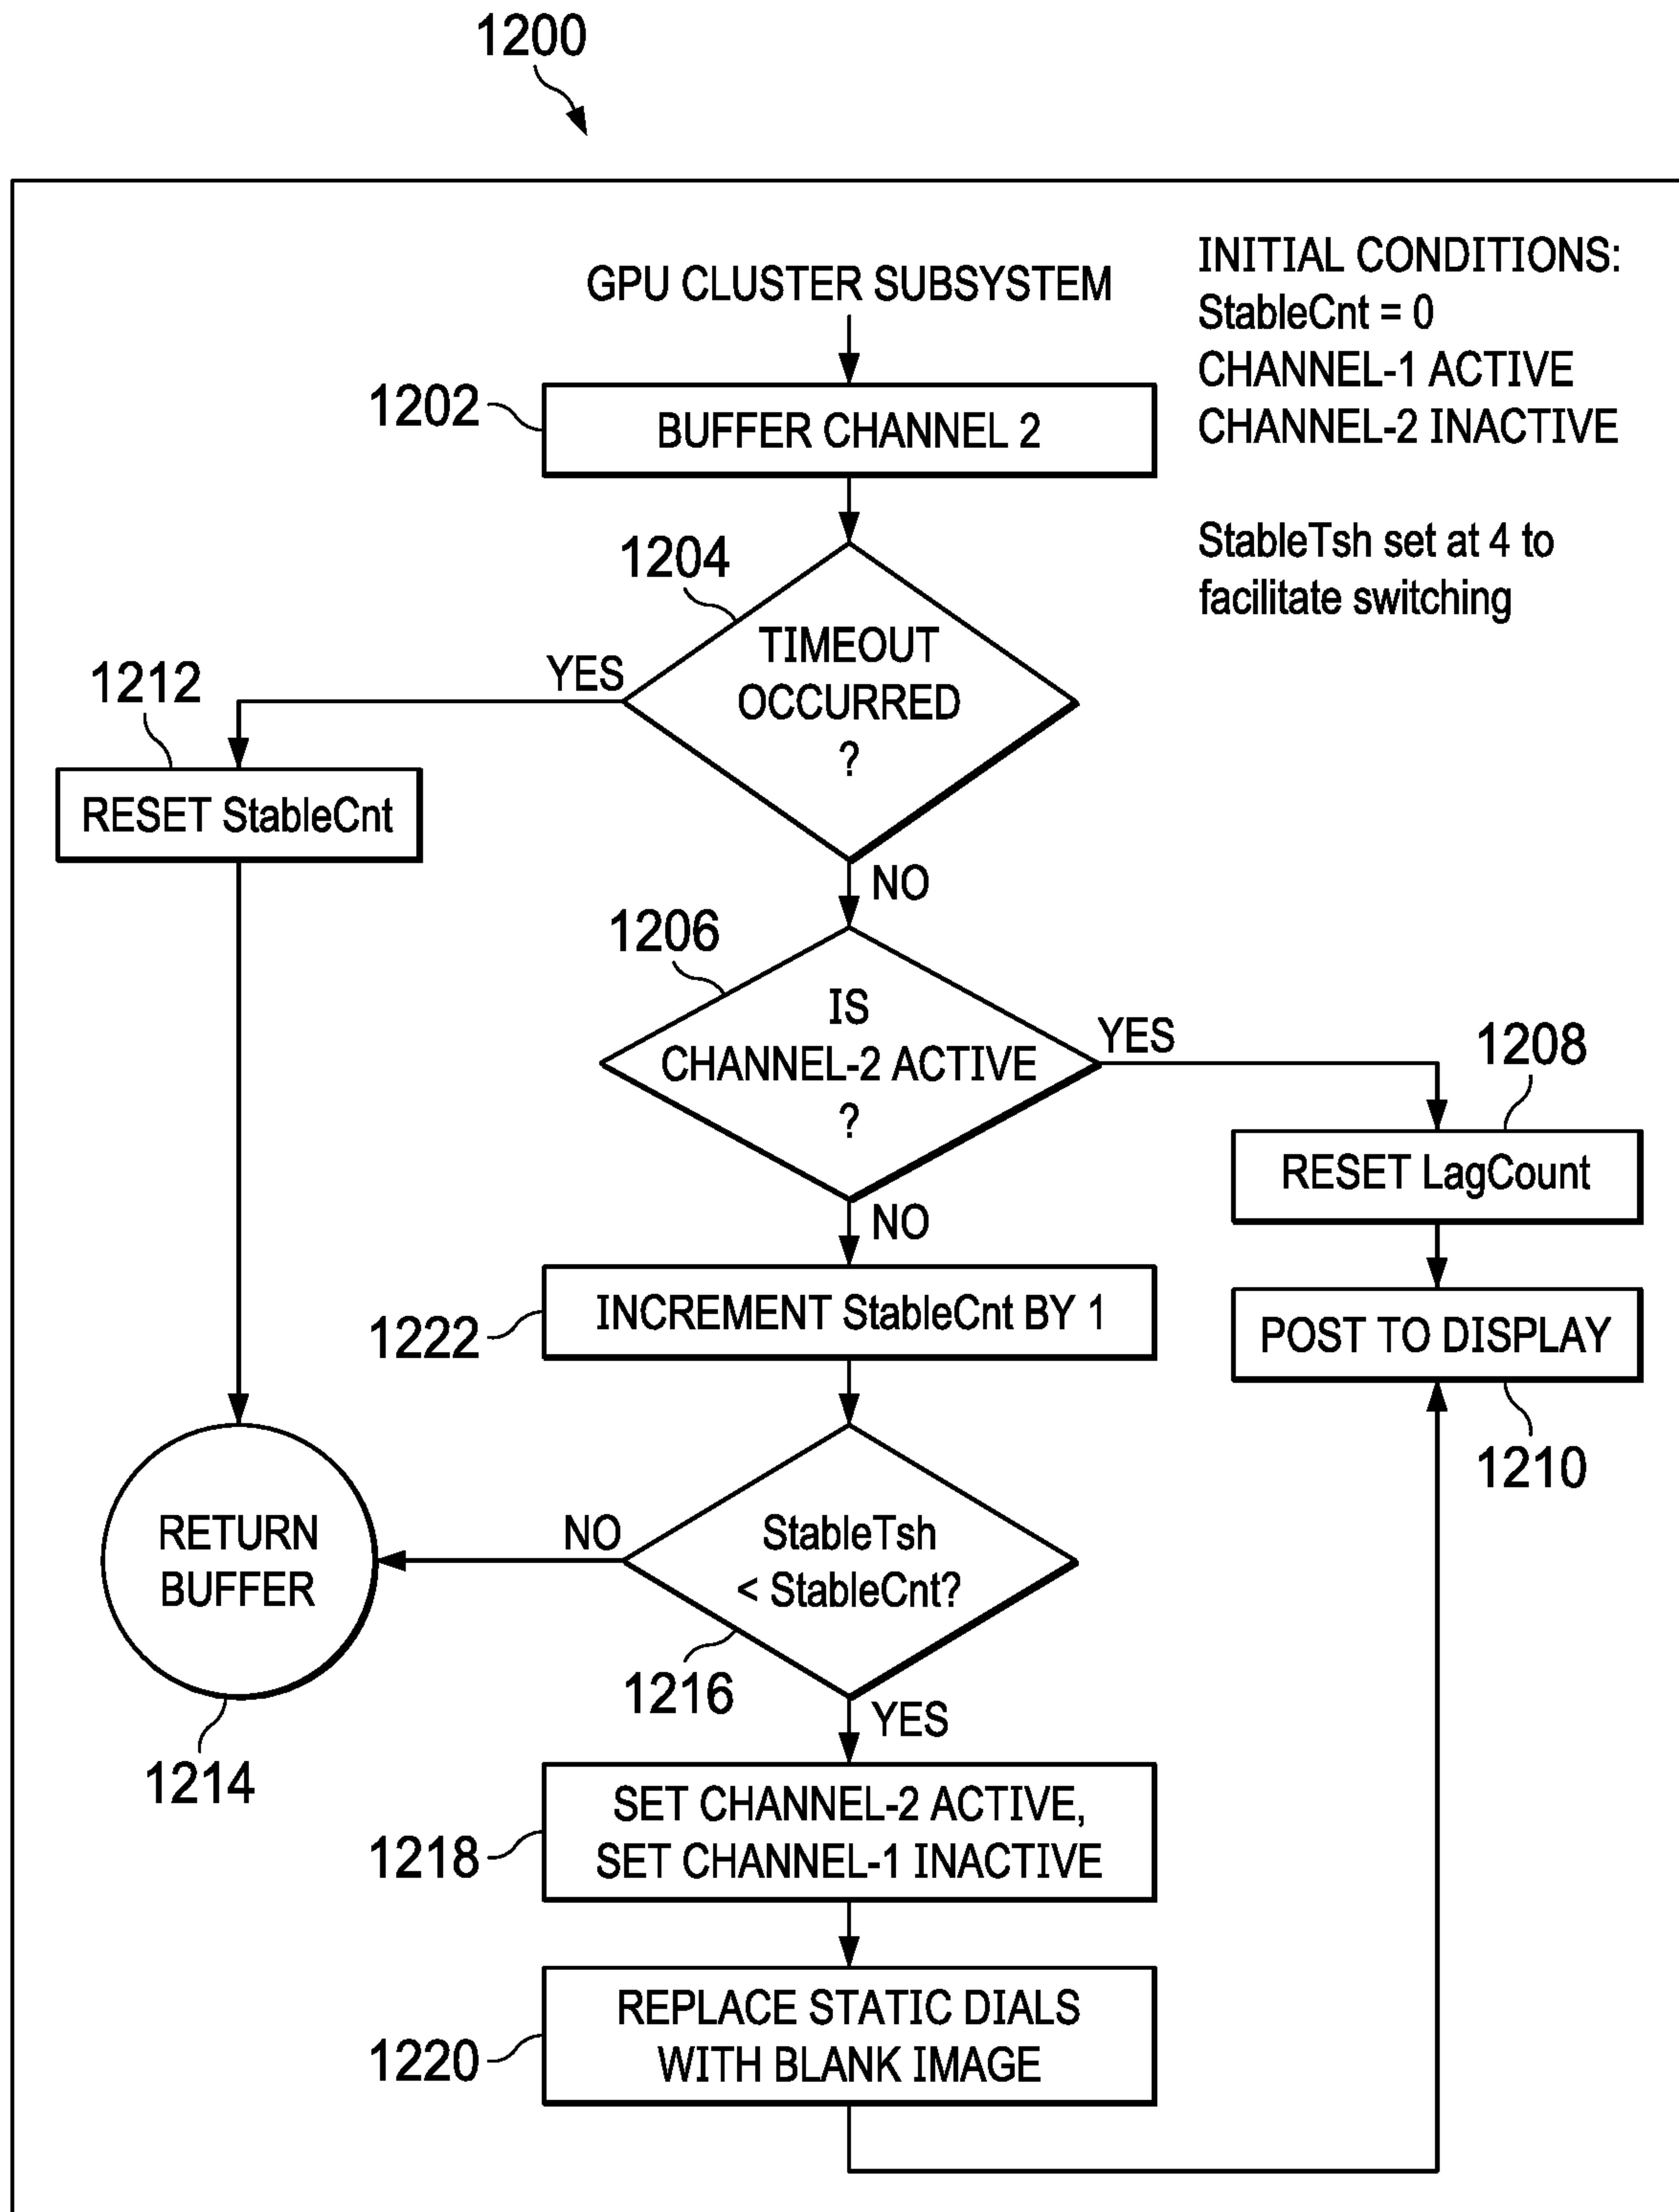 1200
GPU CLUSTER SUBSYSTEM
INITIAL CONDITIONS:
StableCnt = 0
CHANNEL-1 ACTIVE
CHANNEL-2 INACTIVE
StableTsh set at 4 to
facilitate switching
1202
BUFFER CHANNEL 2
1204
TIMEOUT
OCCURRED
?
YES
1212
RESET StableCnt
NO
1206
IS
CHANNEL-2 ACTIVE
?
YES
1208
RESET LagCount
NO
1222
INCREMENT StableCnt BY 1
POST TO DISPLAY
1210
RETURN
BUFFER
1214
NO
StableTsh
< StableCnt?
1216
YES
1218
SET CHANNEL-2 ACTIVE,
SET CHANNEL-1 INACTIVE
1220
REPLACE STATIC DIALS
WITH BLANK IMAGE